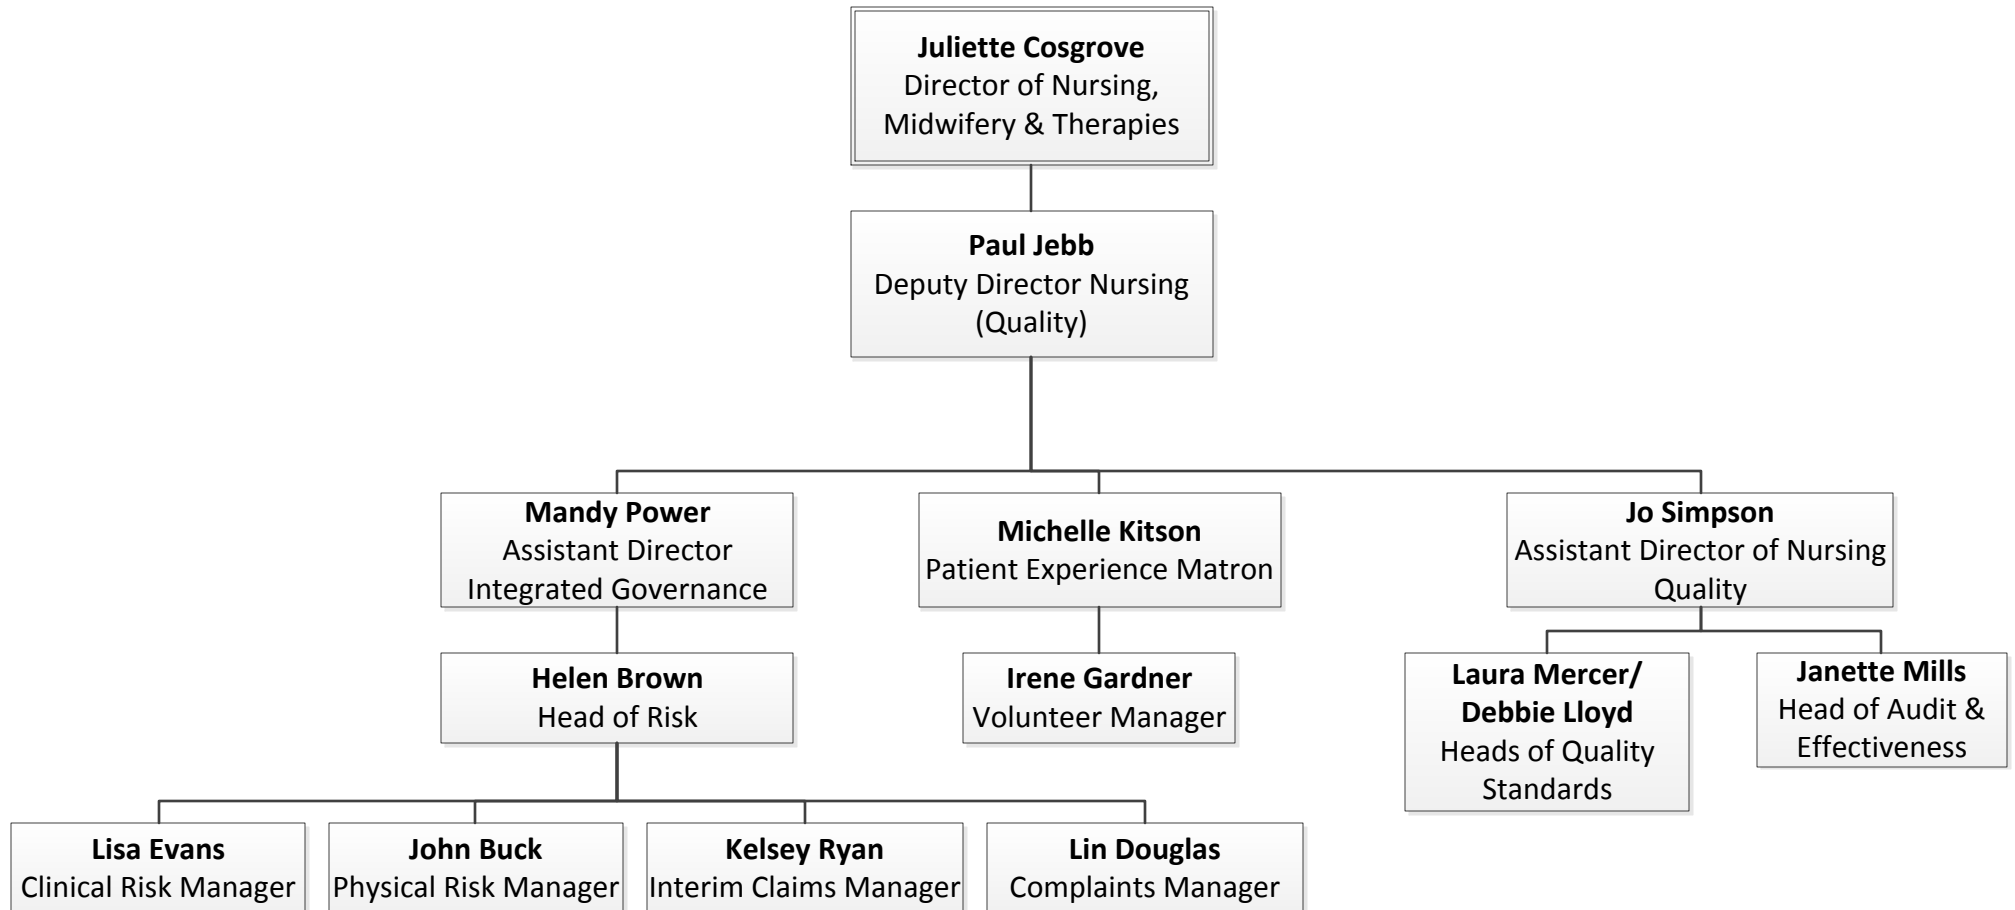 Juliette Cosgrove
Director of Nursing,
Midwifery & Therapies
Paul Jebb
Deputy Director Nursing
(Quality)
Mandy Power
Assistant Director
Integrated Governance
Michelle Kitson
Patient Experience Matron
Jo Simpson
Assistant Director of Nursing
Quality
Helen Brown
Head of Risk
Irene Gardner
Volunteer Manager
Laura Mercer/
Debbie Lloyd
Heads of Quality
Standards
Janette Mills
Head of Audit &
Effectiveness
Lisa Evans
Clinical Risk Manager
John Buck
Physical Risk Manager
Kelsey Ryan
Interim Claims Manager
Lin Douglas
Complaints Manager